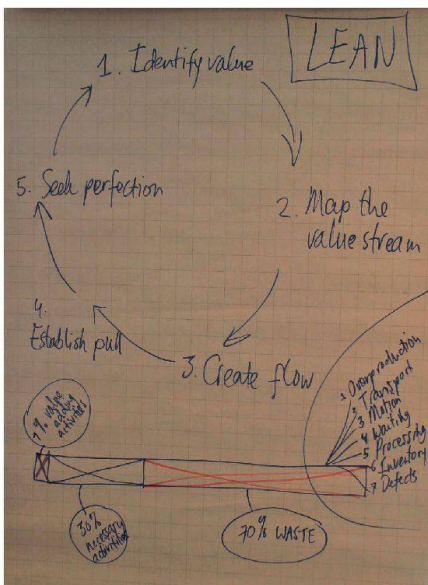 LEAN
1. Identify value
2. Map the
value stream
3. Create flow
4.
Establish pull
5. Seek perfection
1 Overproduction
2 Transport
3 Motion
4 Waiting
5 Processing
6 Inventory
7 Defects
1% value
adding
activities
30%
necessary
activities
70% WASTE